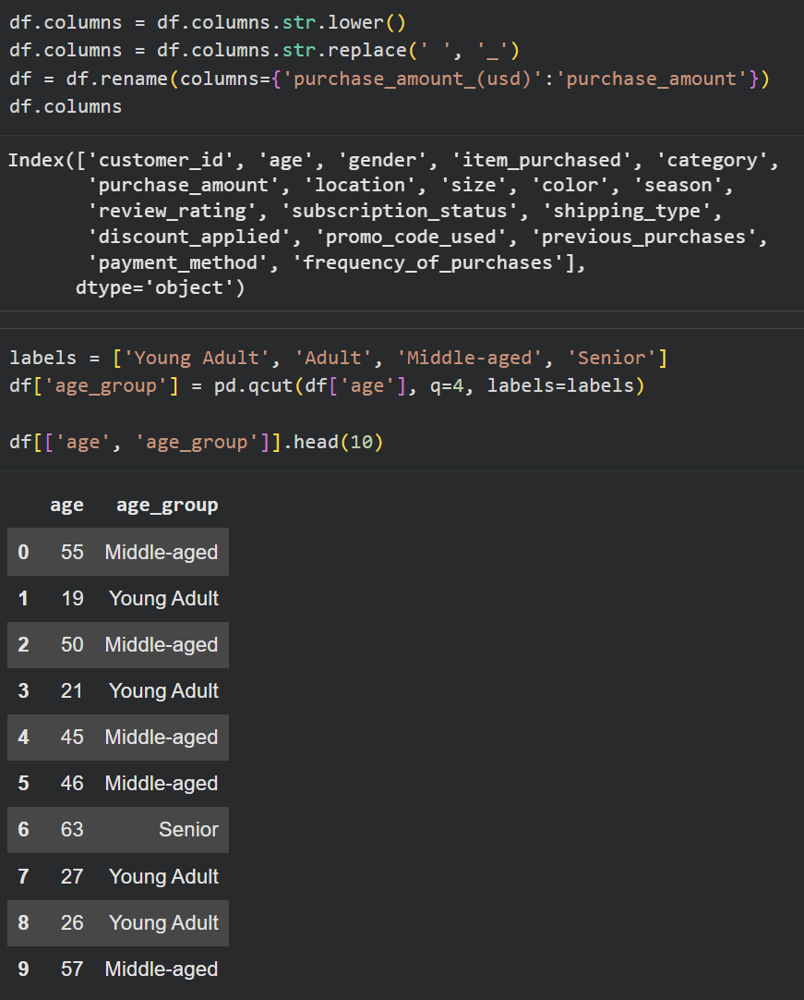 df.columns = df.columns.str.lower()
df.columns = df.columns.str.replace(' ', '_')
df = df.rename(columns={'purchase_amount_(usd)':'purchase_amount'})
df.columns
Index(['customer_id', 'age', 'gender', 'item_purchased', 'category',
       'purchase_amount', 'location', 'size', 'color', 'season',
       'review_rating', 'subscription_status', 'shipping_type',
       'discount_applied', 'promo_code_used', 'previous_purchases',
       'payment_method', 'frequency_of_purchases'],
      dtype='object')
labels = ['Young Adult', 'Adult', 'Middle-aged', 'Senior']
df['age_group'] = pd.qcut(df['age'], q=4, labels=labels)
df[['age', 'age_group']].head(10)
age age_group
0 55 Middle-aged
1 19 Young Adult
2 50 Middle-aged
3 21 Young Adult
4 45 Middle-aged
5 46 Middle-aged
6 63 Senior
7 27 Young Adult
8 26 Young Adult
9 57 Middle-aged